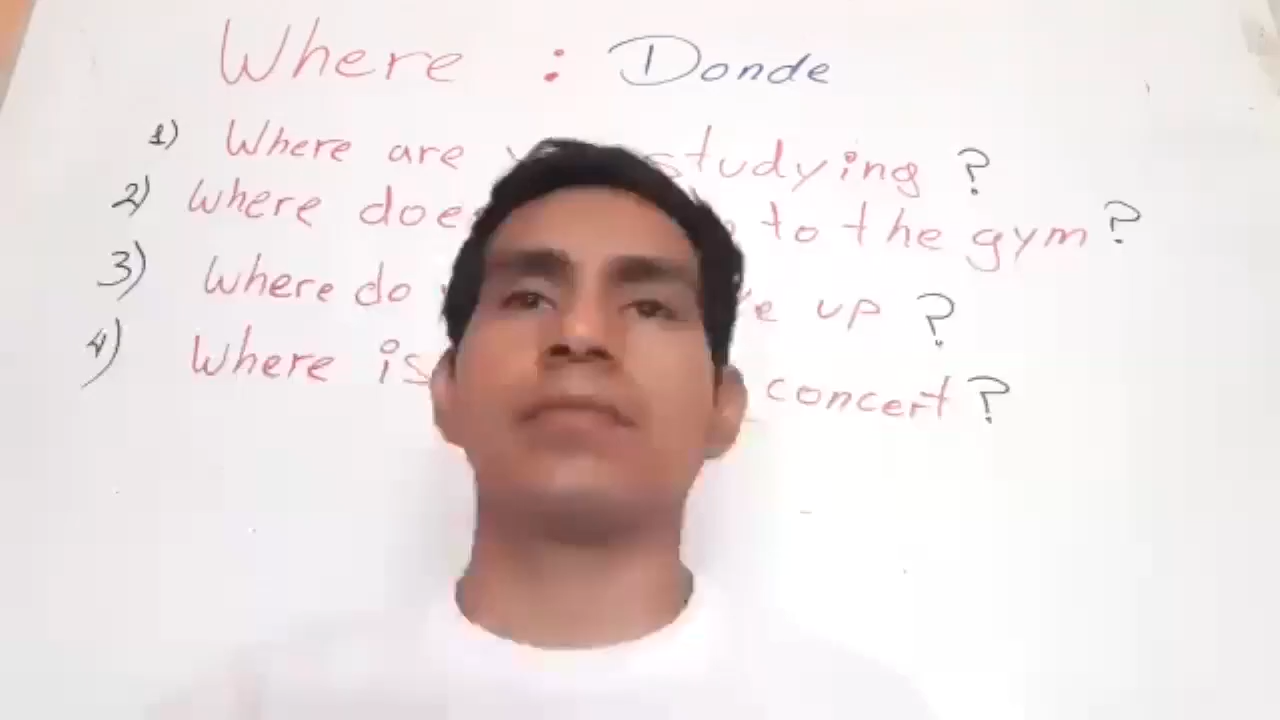 Where : Donde
1) Where are studying ?
2) Where to the gym ?
3) Where do up ?
4) Where is concert ?